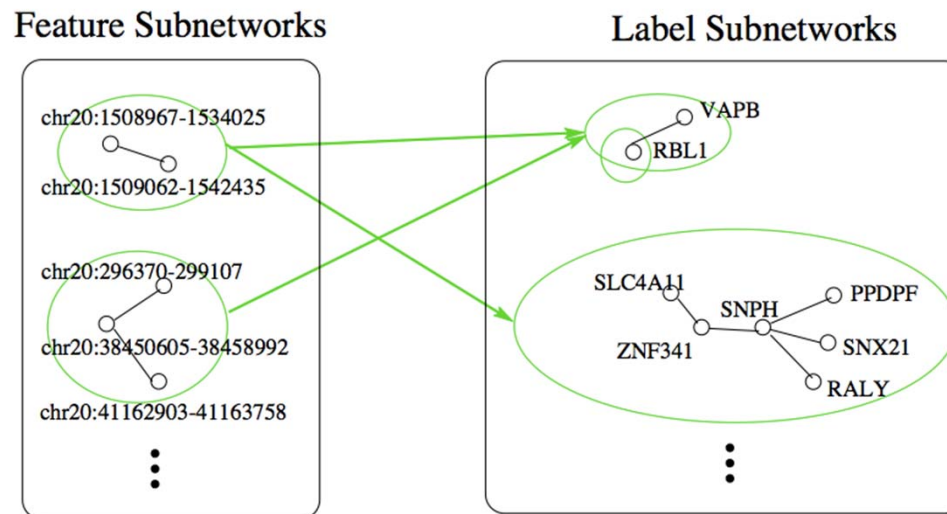 Feature Subnetworks
Label Subnetworks
chr20:1508967-1534025
chr20:1509062-1542435
chr20:296370-299107
chr20:38450605-38458992
chr20:41162903-41163758
VAPB
RBL1
SLC4A11
SNPH
PPDPF
ZNF341
SNX21
RALY